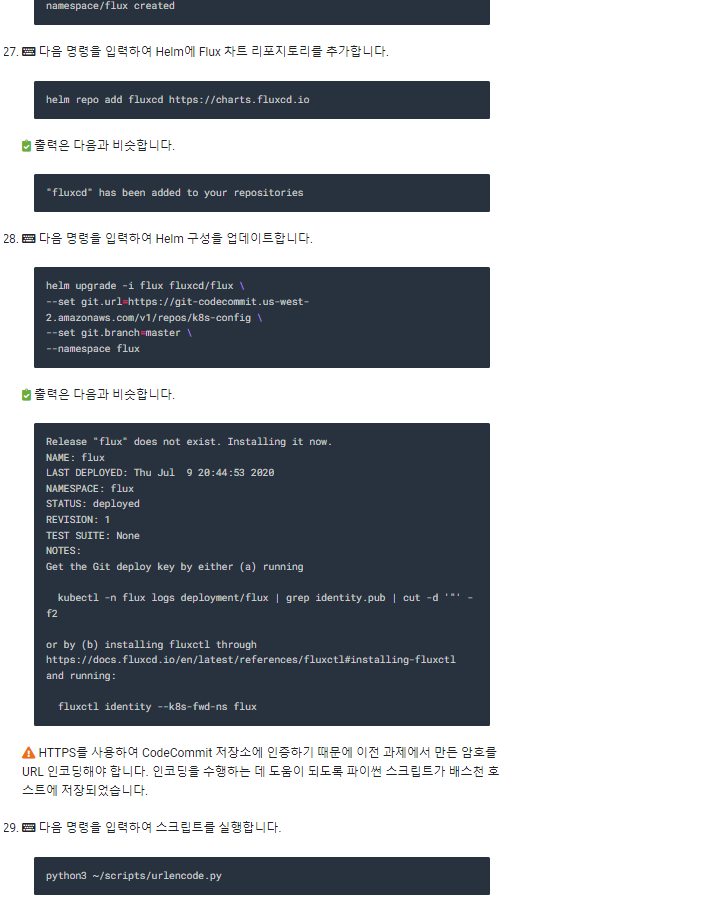 namespace/flux created
27. 다음 명령을 입력하여 Helm에 Flux 차트 리포지토리를 추가합니다.
helm repo add fluxcd https://charts.fluxcd.io
출력은 다음과 비슷합니다.
"fluxcd" has been added to your repositories
28. 다음 명령을 입력하여 Helm 구성을 업데이트합니다.
helm upgrade -i flux fluxcd/flux \
--set git.url=https://git-codecommit.us-west-
2.amazonaws.com/v1/repos/k8s-config \
--set git.branch=master \
--namespace flux
출력은 다음과 비슷합니다.
Release "flux" does not exist. Installing it now.
NAME: flux
LAST DEPLOYED: Thu Jul  9 20:44:53 2020
NAMESPACE: flux
STATUS: deployed
REVISION: 1
TEST SUITE: None
NOTES:
Get the Git deploy key by either (a) running
kubectl -n flux logs deployment/flux | grep identity.pub | cut -d '"' -
f2
or by (b) installing fluxctl through
https://docs.fluxcd.io/en/latest/references/fluxctl#installing-fluxctl
and running:
fluxctl identity --k8s-fwd-ns flux
HTTPS를 사용하여 CodeCommit 저장소에 인증하기 때문에 이전 과제에서 만든 암호를
URL 인코딩해야 합니다. 인코딩을 수행하는 데 도움이 되도록 파이썬 스크립트가 배스천 호
스트에 저장되었습니다.
29. 다음 명령을 입력하여 스크립트를 실행합니다.
python3 ~/scripts/urlencode.py